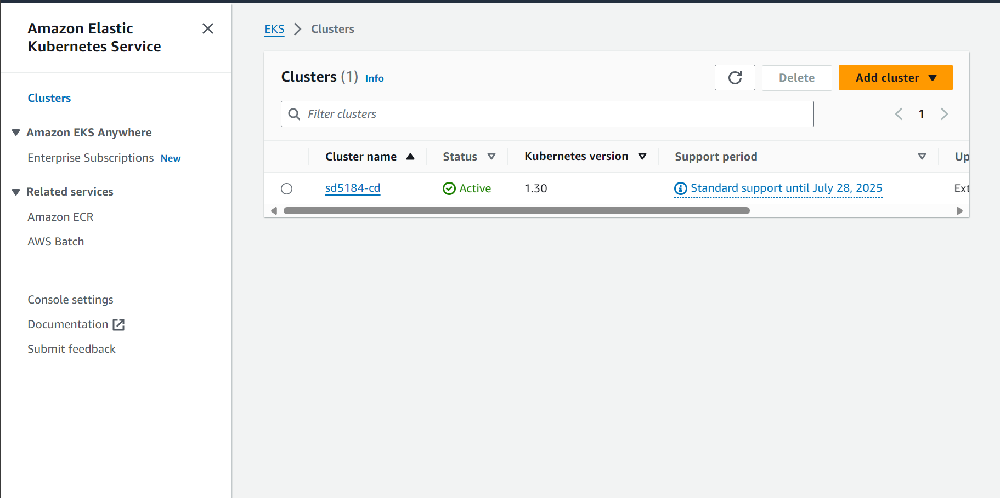 Amazon Elastic
Kubernetes Service
Clusters
Amazon EKS Anywhere
Enterprise Subscriptions New
Related services
Amazon ECR
AWS Batch
Console settings
Documentation
Submit feedback
EKS > Clusters
Clusters (1) Info
Delete
Add cluster
Filter clusters
1
Cluster name Status Kubernetes version Support period Up
sd5184-cd Active 1.30 Standard support until July 28, 2025 Ext